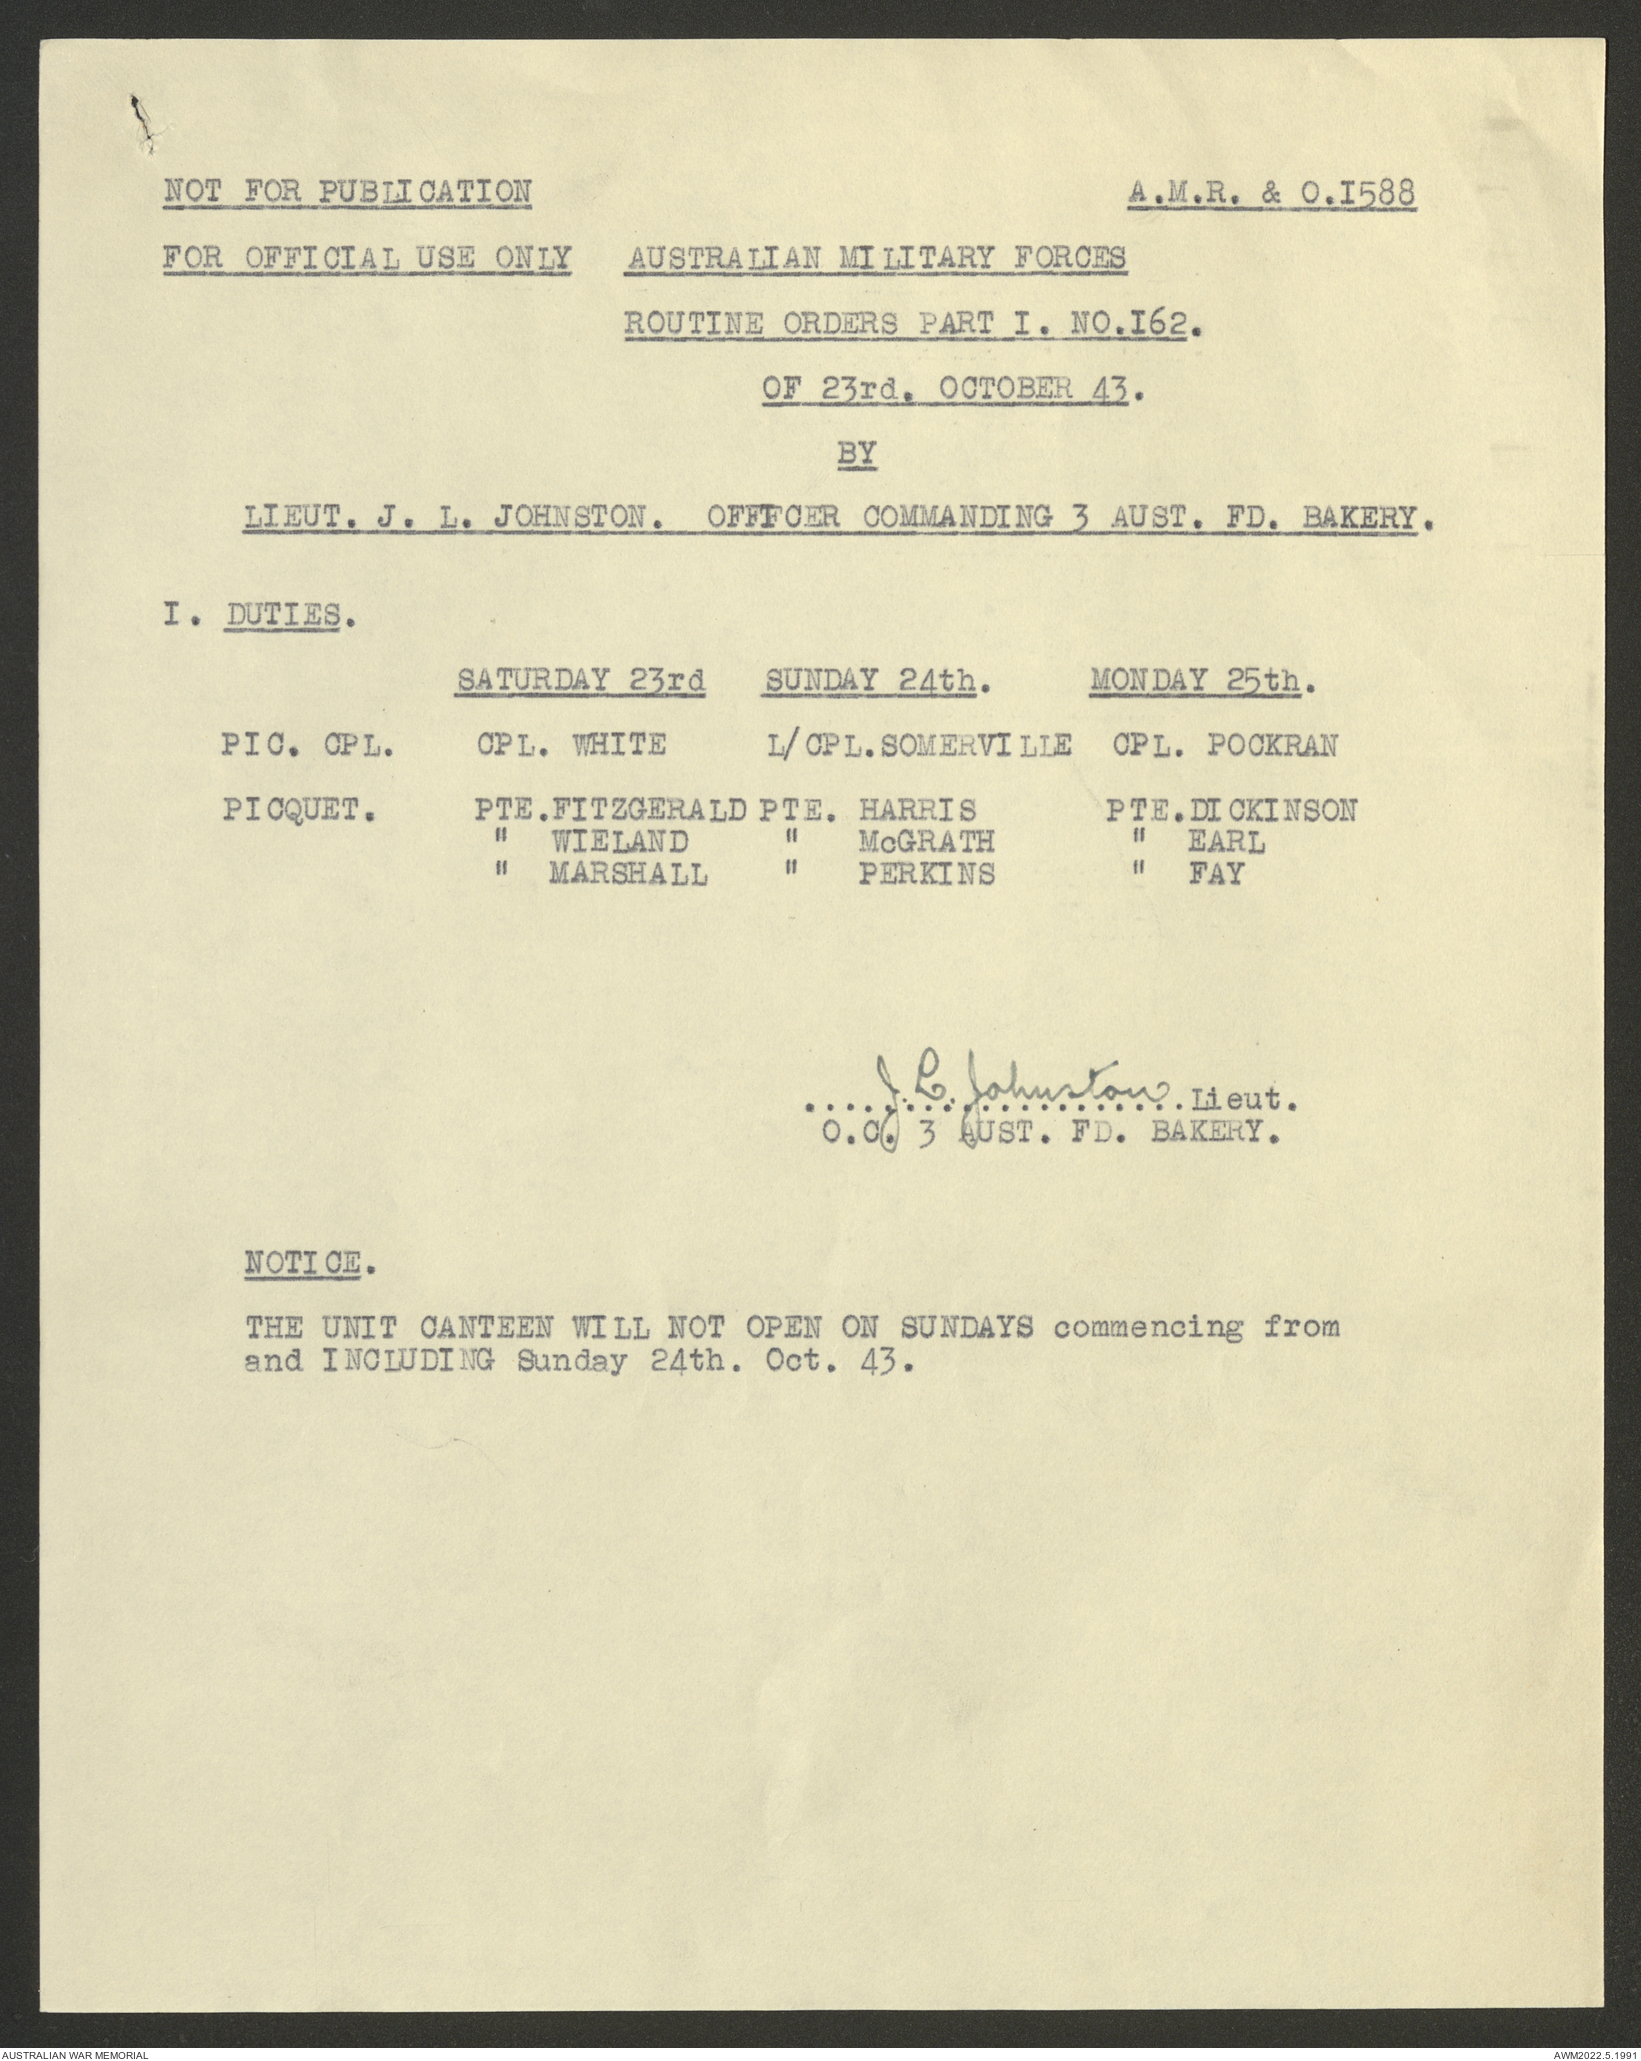 NOT FOR PUBLICATION A.M.R. & O.I588
FOR OFFICIAL USE ONLY AUSTRALIAN MILITARY FORCES
ROUTINE ORDERS PART I. NO.I62.
OF 23rd. OCTOBER 43.
BY
LIEUT. J. L. JOHNSTON. OFFICER COMMANDING 3 AUST. FD. BAKERY.
I. DUTIES.
SATURDAY 23rd SUNDAY 24th. MONDAY 25th.
PIC. CPL. CPL. WHITE L/CPL.SOMERVILLE CPL. POCKRAN
PICQUET. PTE.FITZGERALD PTE. HARRIS PTE.DICKINSON
" WIELAND " McGRATH " EARL
" MARSHALL " PERKINS " FAY
J.L. Johnston ....................Lieut.
O.C. 3 AUST. FD. BAKERY.
NOTICE.
THE UNIT CANTEEN WILL NOT OPEN ON SUNDAYS commencing from
and INCLUDING Sunday 24th. Oct. 43.
AUSTRALIAN WAR MEMORIAL AWM2022.5.1991